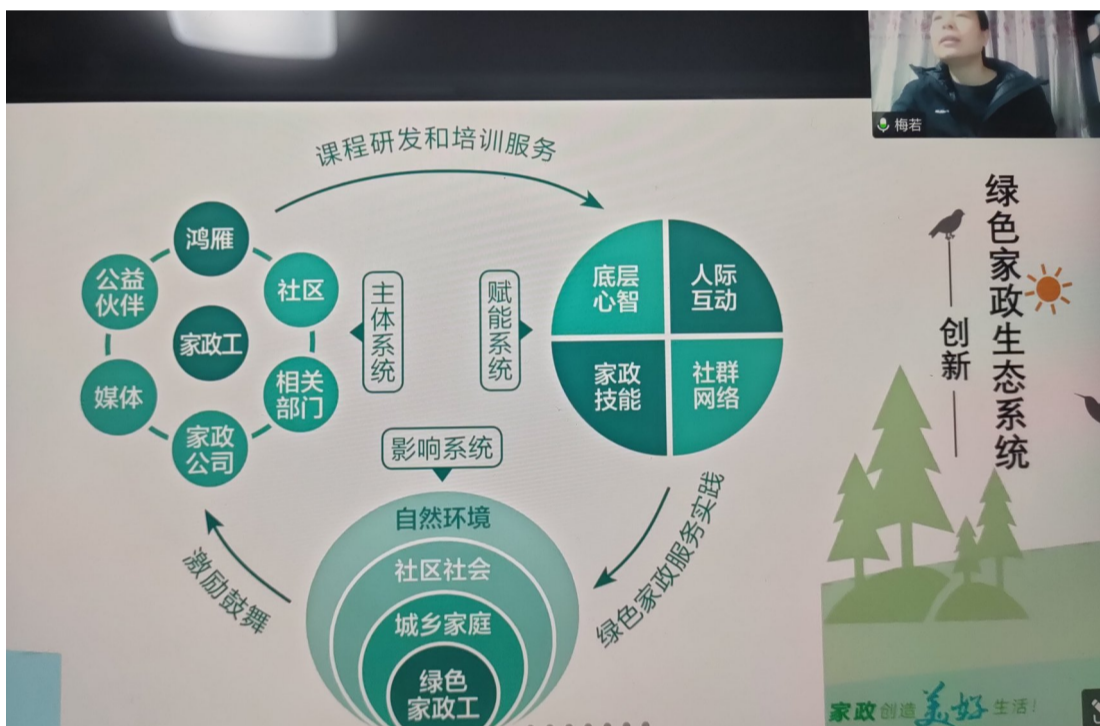 梅若
课程研发和培训服务
鸿雁
公益
伙伴
社区
家政工
媒体
相关
部门
家政
公司
主体系统
赋能系统
底层
心智
人际
互动
家政
技能
社群
网络
影响系统
自然环境
社区社会
城乡家庭
绿色
家政工
激励鼓舞
绿色家政服务实践
绿色家政生态系统
创新
家政创造美好生活!